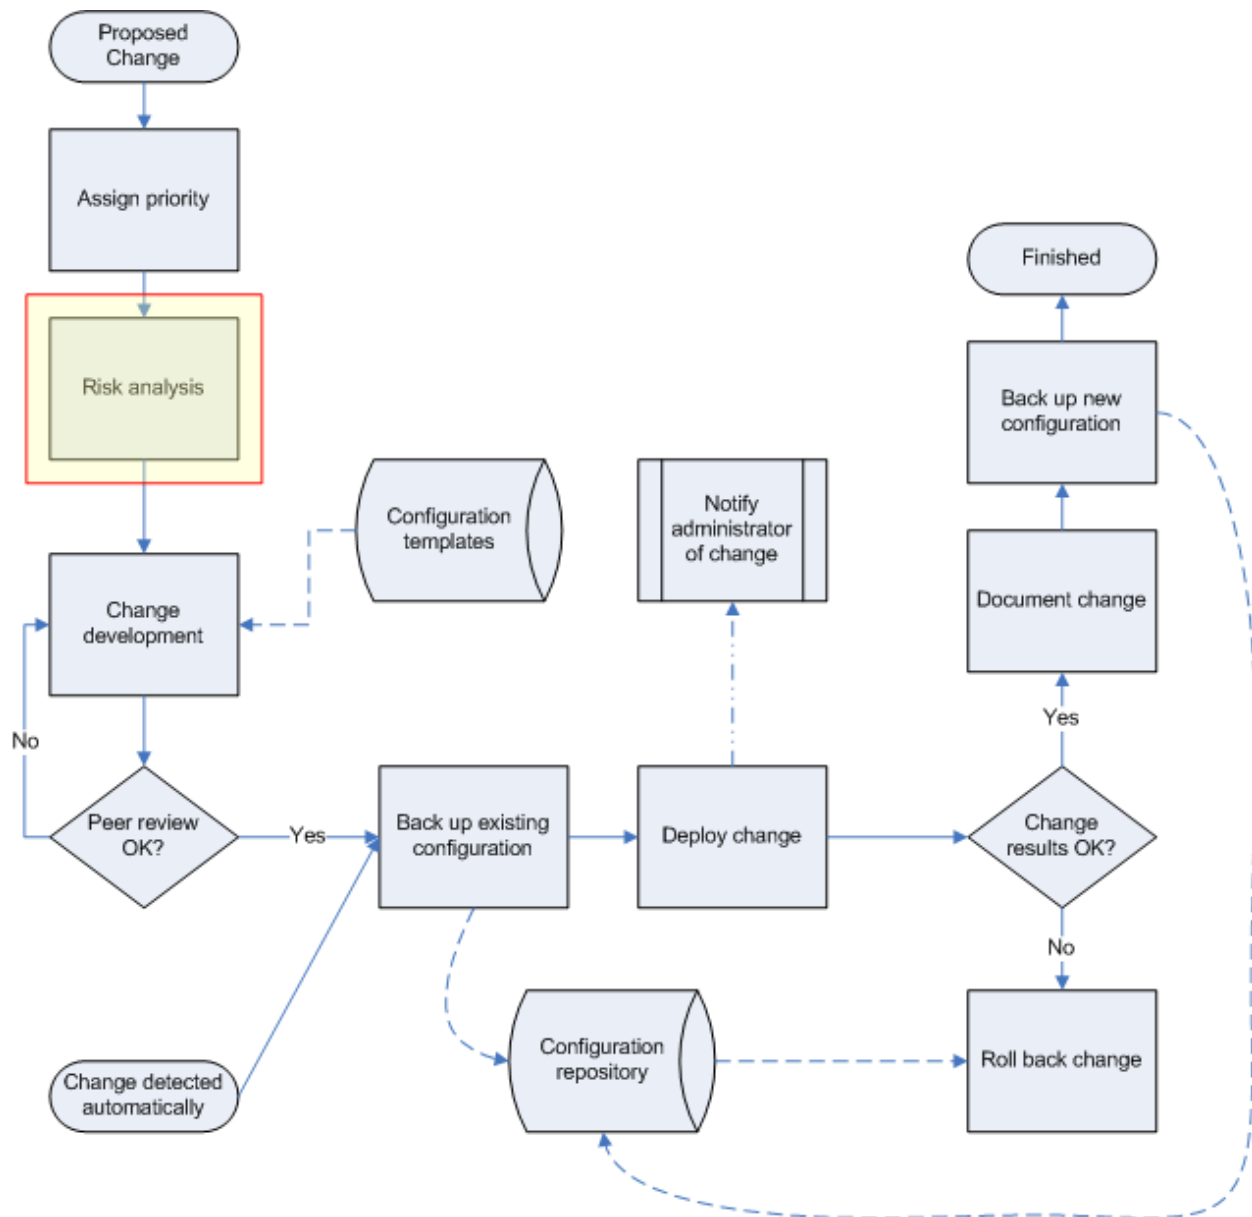 Proposed
Change
Assign priority
Risk analysis
Change
development
No
Peer review
OK?
Yes
Change detected
automatically
Configuration
templates
Back up existing
configuration
Configuration
repository
Notify
administrator
of change
Deploy change
Finished
Back up new
configuration
Document change
Yes
Change
results OK?
No
Roll back change